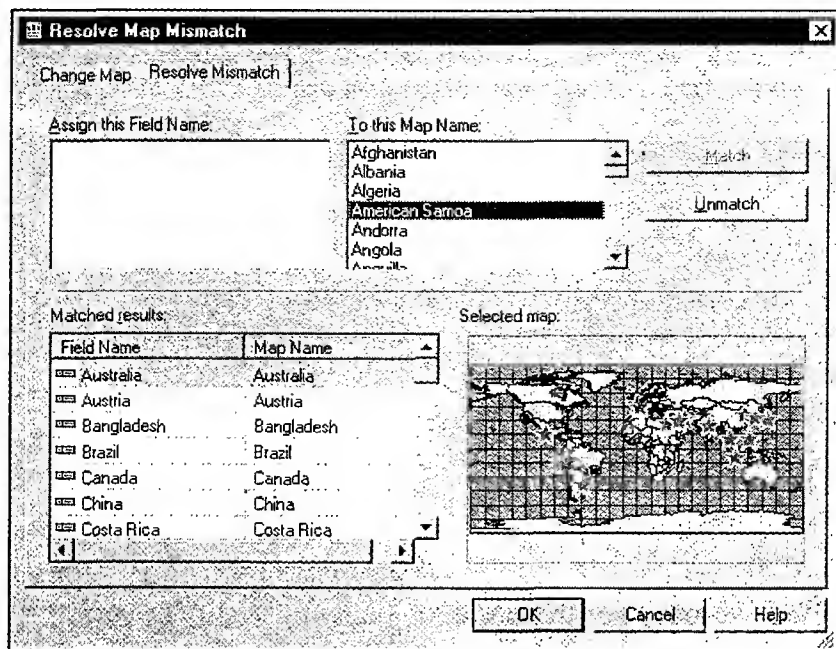 Resolve Map Mismatch
Change Map Resolve Mismatch
Assign this Field Name: To this Map Name:
Afghanistan
Albania
Algeria
American Samoa
Andorra
Angola
Anguilla
Match
Unmatch
Matched results: Selected map:
Field Name Map Name
Australia Australia
Austria Austria
Bangladesh Bangladesh
Brazil Brazil
Canada Canada
China China
Costa Rica Costa Rica
OK Cancel Help